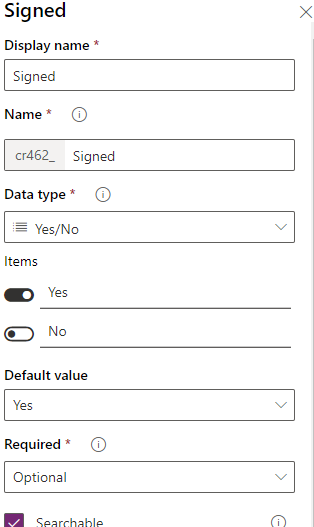 Signed
Display name *
Signed
Name *
cr462_ Signed
Data type *
Yes/No
Items
Yes
No
Default value
Yes
Required *
Optional
Searchable